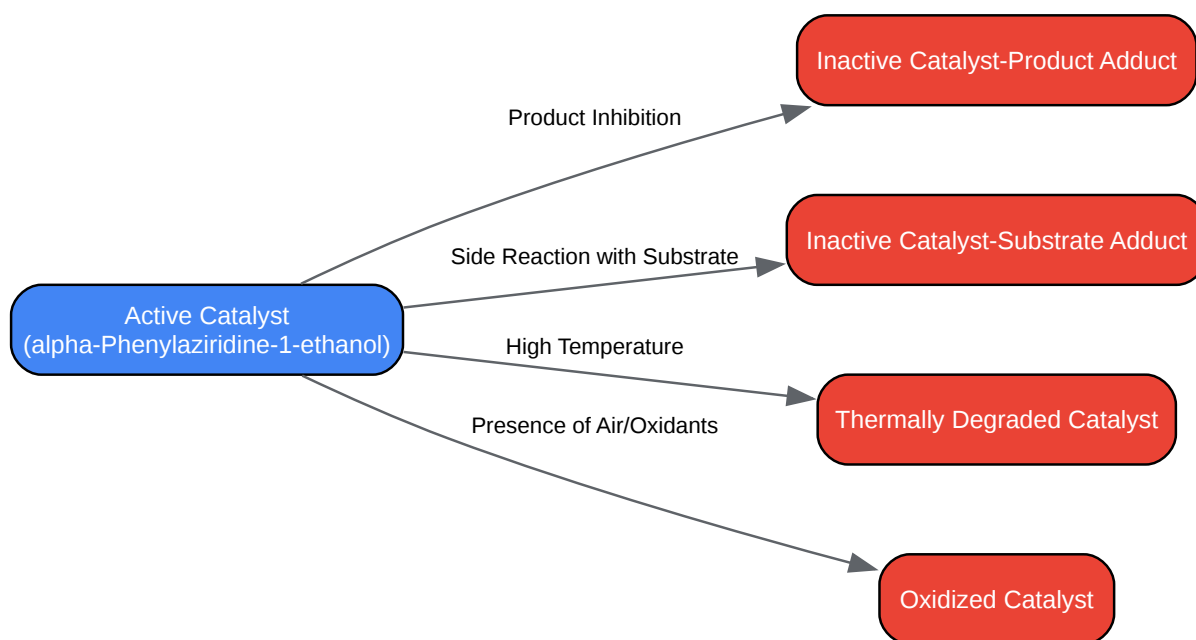 Inactive Catalyst-Product Adduct
Product Inhibition
Inactive Catalyst-Substrate Adduct
Side Reaction with Substrate
Active Catalyst
(alpha-Phenylaziridine-1-ethanol)
High Temperature
Thermally Degraded Catalyst
Presence of Air/Oxidants
Oxidized Catalyst